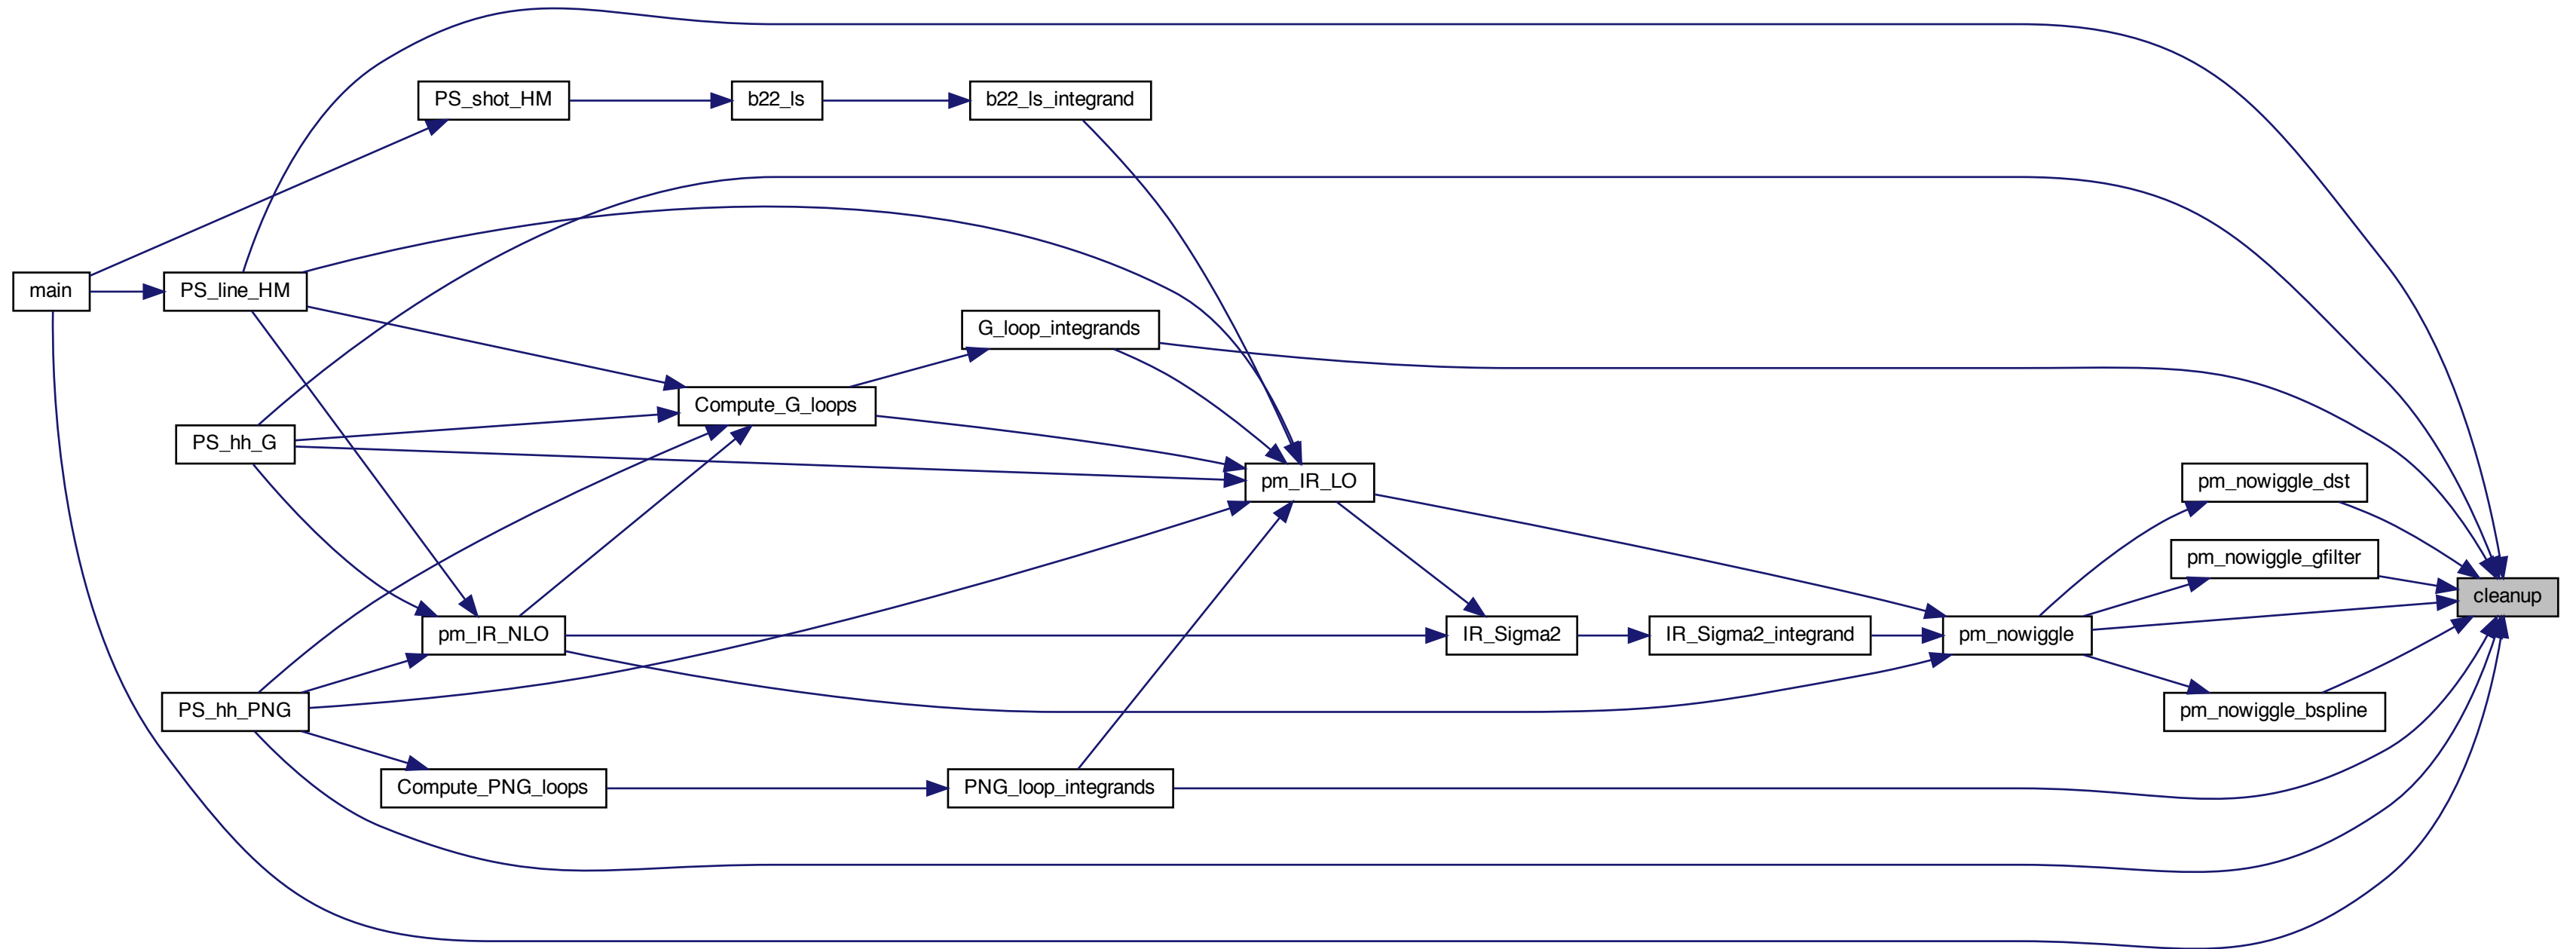 PS_shot_HM
b22_ls
b22_ls_integrand
main
PS_line_HM
G_loop_integrands
Compute_G_loops
PS_hh_G
pm_IR_LO
pm_nowiggle_dst
pm_nowiggle_gfilter
cleanup
pm_IR_NLO
IR_Sigma2
IR_Sigma2_integrand
pm_nowiggle
PS_hh_PNG
pm_nowiggle_bspline
Compute_PNG_loops
PNG_loop_integrands